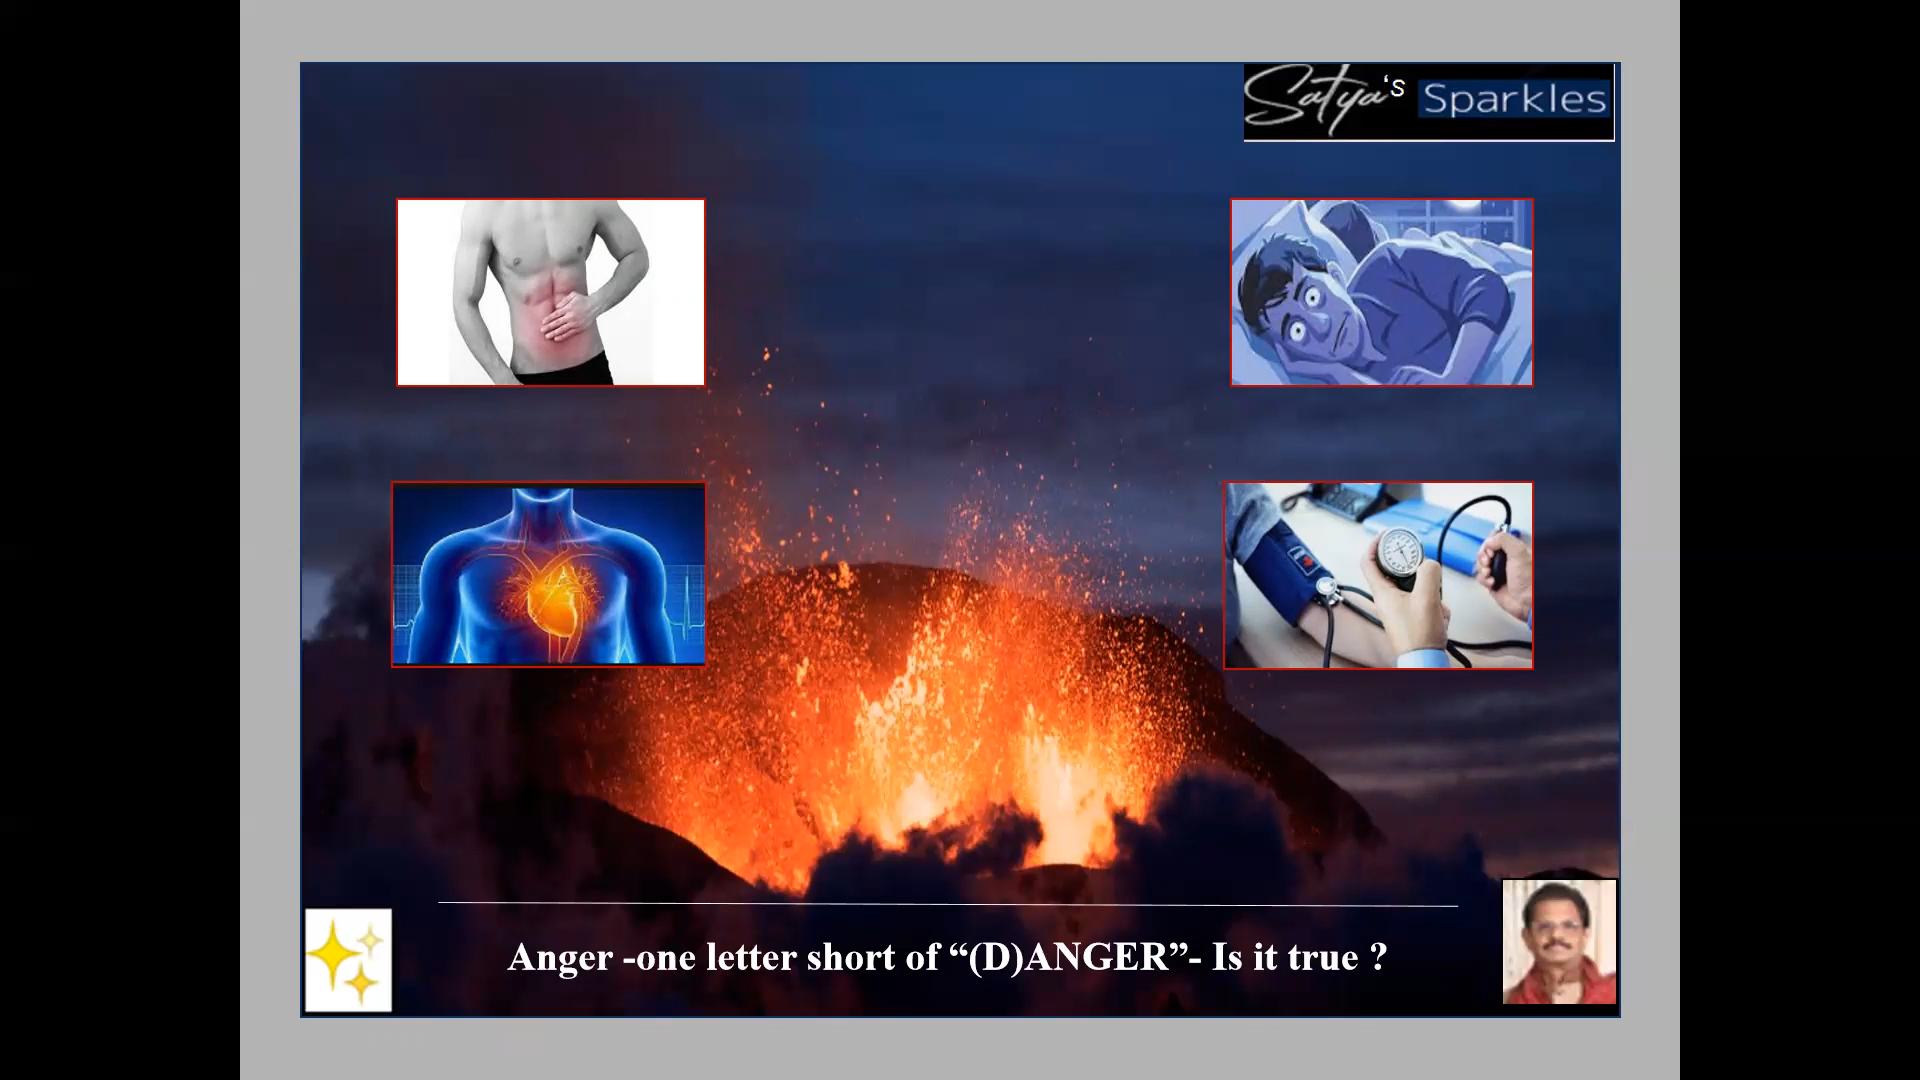 Satya's Sparkles
Anger -one letter short of “(D)ANGER”- Is it true ?